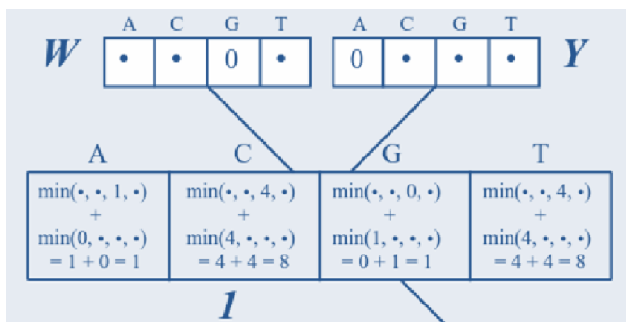 A C G T A C G T
W • • 0 • 0 • • • Y
A C G T
min(•, •, 1, •) min(•, •, 4, •) min(•, •, 0, •) min(•, •, 4, •)
+ + + +
min(0, •, •, •) min(4, •, •, •) min(1, •, •, •) min(4, •, •, •)
= 1 + 0 = 1 = 4 + 4 = 8 = 0 + 1 = 1 = 4 + 4 = 8
1